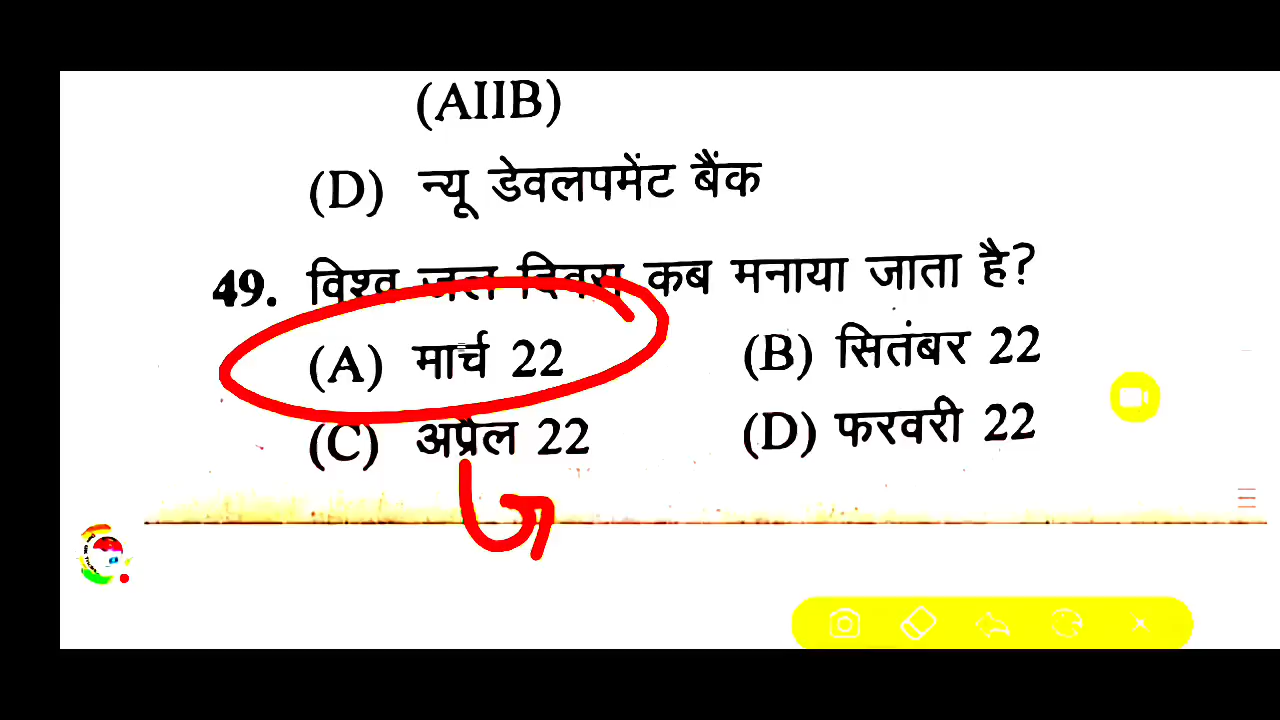 (AIIB)
(D) न्यू डेवलपमेंट बैंक
49. विश्व जल दिवस कब मनाया जाता है?
(A) मार्च 22 (B) सितंबर 22
(C) अप्रैल 22 (D) फरवरी 22